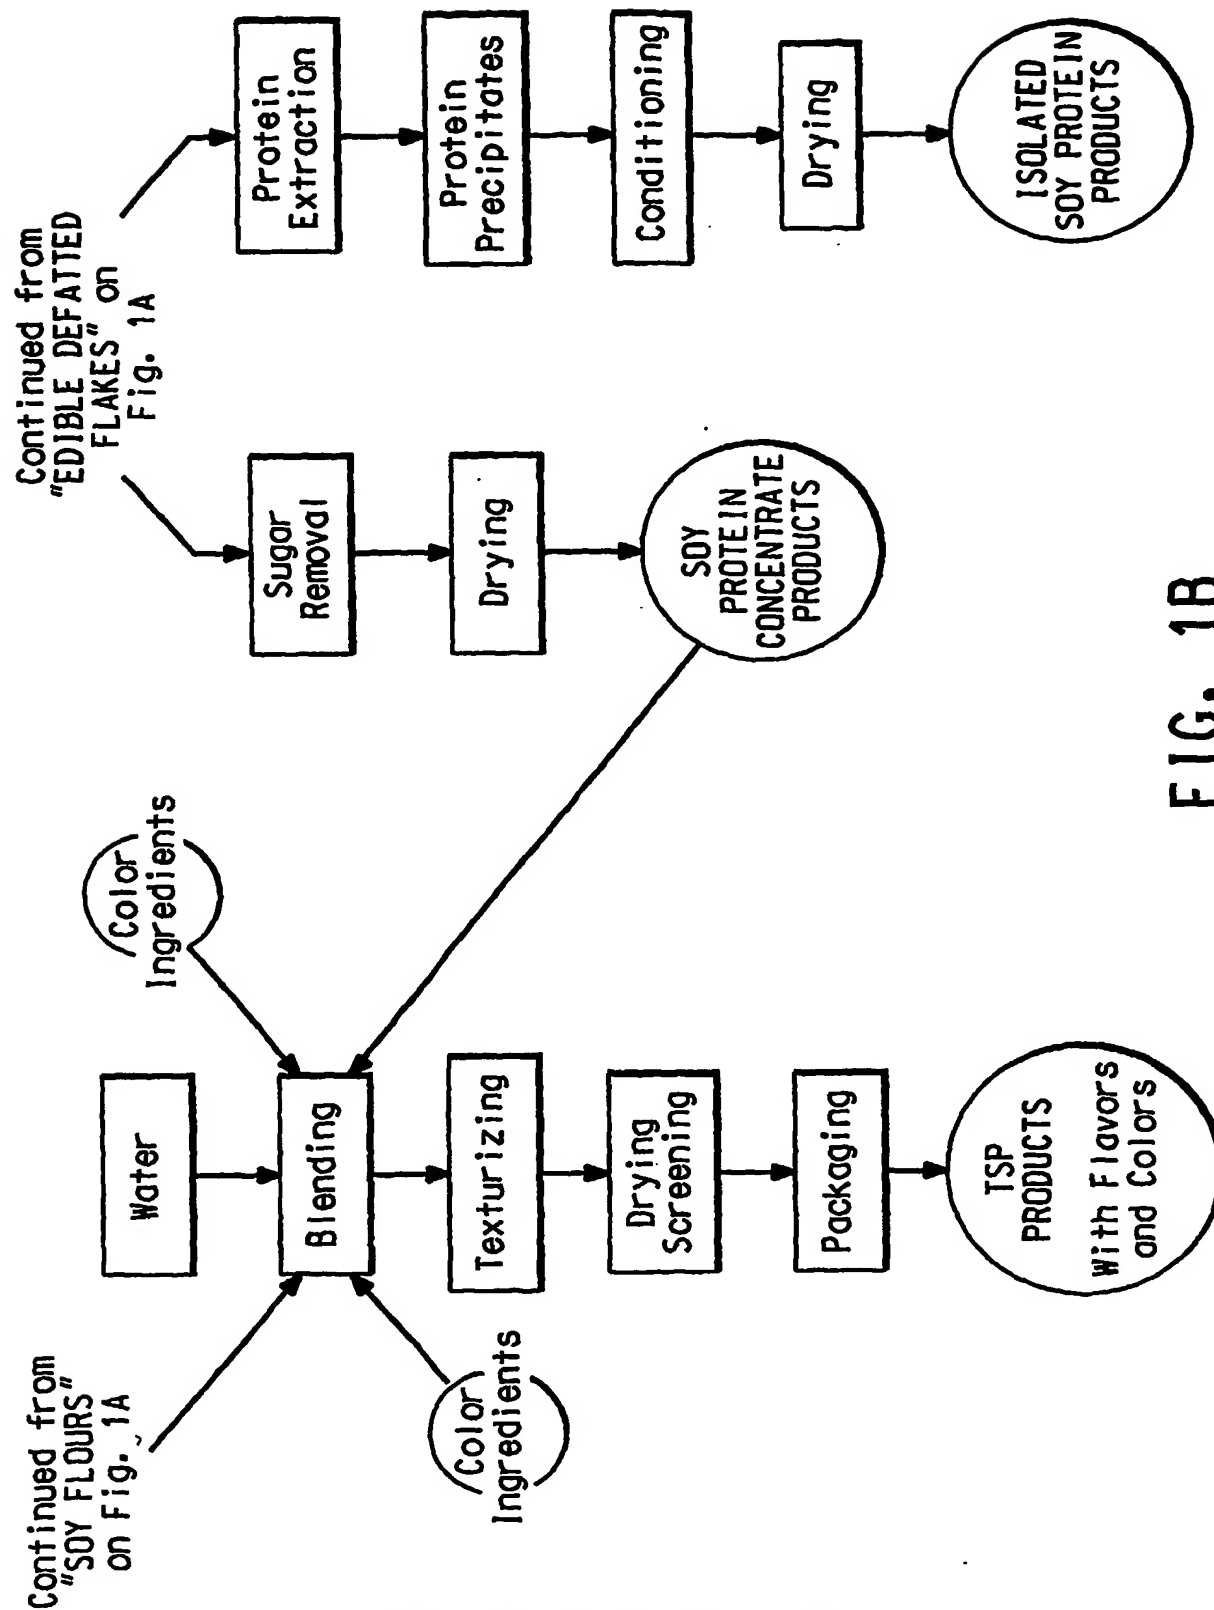 Continued from
"SOY FLOURS"
on Fig. 1A
Water
Color
Ingredients
Blending
Color
Ingredients
Texturizing
Drying
Screening
Packaging
TSP
PRODUCTS
With Flavors
and Colors
Continued from
"EDIBLE DEFATTED
FLAKES" on
Fig. 1A
Sugar
Removal
Drying
SOY
PROTEIN
CONCENTRATE
PRODUCTS
Protein
Extraction
Protein
Precipitates
Conditioning
Drying
ISOLATED
SOY PROTEIN
PRODUCTS
FIG. 1B